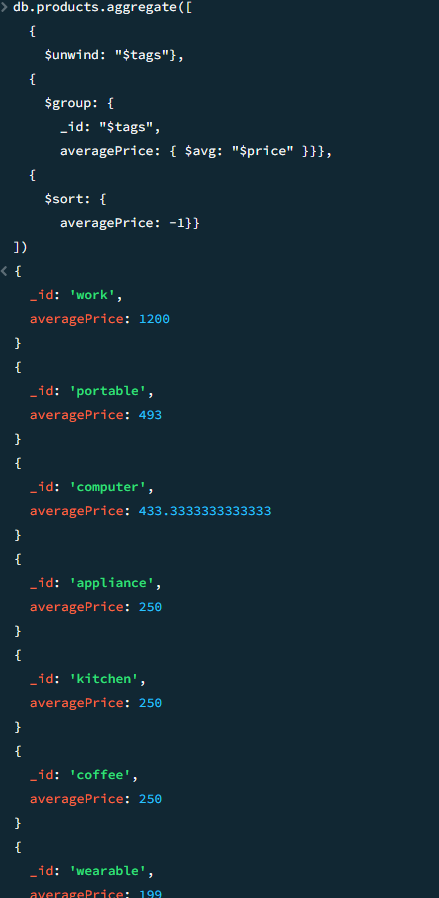 > db.products.aggregate([
  {
    $unwind: "$tags"},
  {
    $group: {
      _id: "$tags",
      averagePrice: { $avg: "$price" }}},
  {
    $sort: {
      averagePrice: -1}}
])
< {
  _id: 'work',
  averagePrice: 1200
}
{
  _id: 'portable',
  averagePrice: 493
}
{
  _id: 'computer',
  averagePrice: 433.3333333333333
}
{
  _id: 'appliance',
  averagePrice: 250
}
{
  _id: 'kitchen',
  averagePrice: 250
}
{
  _id: 'coffee',
  averagePrice: 250
}
{
  _id: 'wearable',
  averagePrice: 199